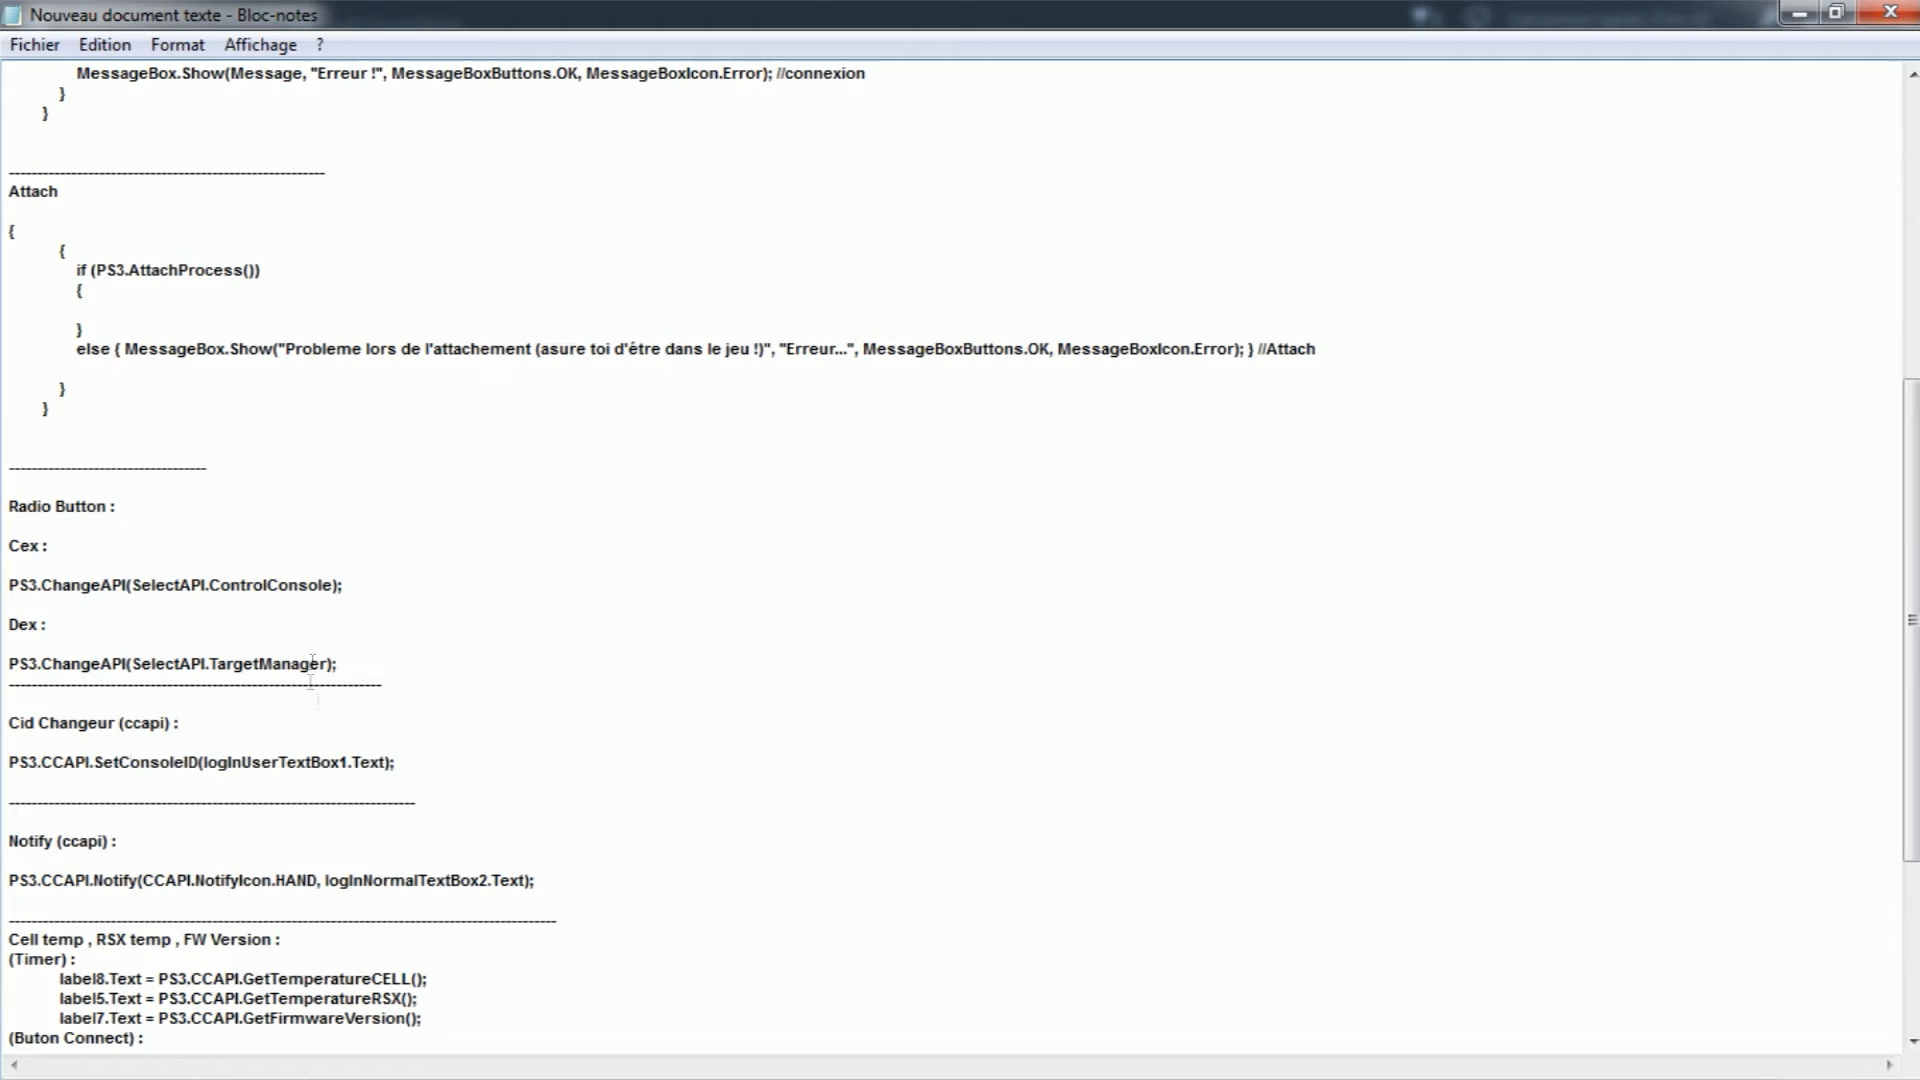 Nouveau document texte - Bloc-notes
Fichier Edition Format Affichage ?
MessageBox.Show(Message, "Erreur !", MessageBoxButtons.OK, MessageBoxIcon.Error); //connexion
}
}
--------------------------------------------------------
Attach
{
{
if (PS3.AttachProcess())
{
}
else { MessageBox.Show("Probleme lors de l'attachement (asure toi d'étre dans le jeu !)", "Erreur...", MessageBoxButtons.OK, MessageBoxIcon.Error); } //Attach
}
}
-----------------------------------
Radio Button :
Cex :
PS3.ChangeAPI(SelectAPI.ControlConsole);
Dex :
PS3.ChangeAPI(SelectAPI.TargetManager);
------------------------------------------------------------------
Cid Changeur (ccapi) :
PS3.CCAPI.SetConsoleID(logInUserTextBox1.Text);
------------------------------------------------------------------------
Notify (ccapi) :
PS3.CCAPI.Notify(CCAPI.NotifyIcon.HAND, logInNormalTextBox2.Text);
-------------------------------------------------------------------------------------------------
Cell temp , RSX temp , FW Version :
(Timer) :
label8.Text = PS3.CCAPI.GetTemperatureCELL();
label5.Text = PS3.CCAPI.GetTemperatureRSX();
label7.Text = PS3.CCAPI.GetFirmwareVersion();
(Buton Connect) :